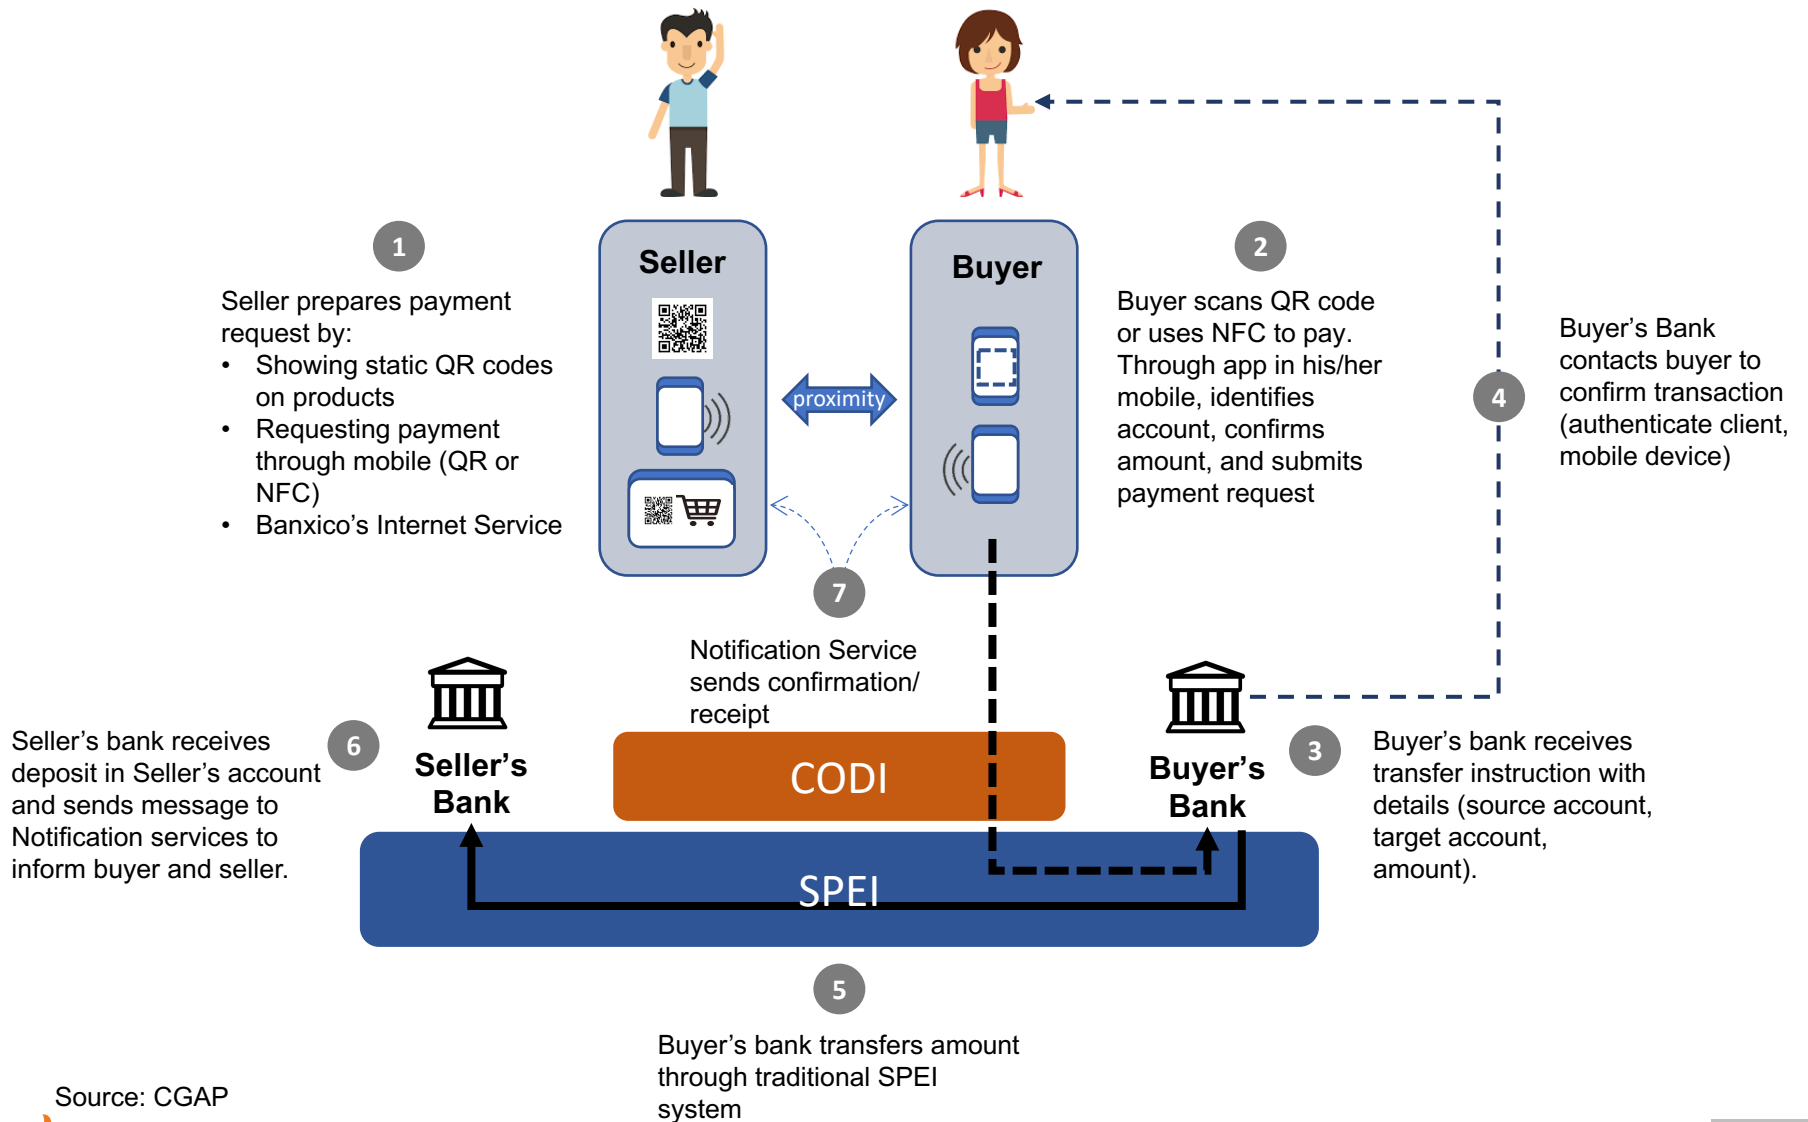 1
Seller prepares payment
request by:
• Showing static QR codes
on products
• Requesting payment
through mobile (QR or
NFC)
• Banxico’s Internet Service
Seller
proximity
Buyer
2
Buyer scans QR code
or uses NFC to pay.
Through app in his/her
mobile, identifies
account, confirms
amount, and submits
payment request
4
Buyer’s Bank
contacts buyer to
confirm transaction
(authenticate client,
mobile device)
7
Notification Service
sends confirmation/
receipt
6
Seller’s bank receives
deposit in Seller’s account
and sends message to
Notification services to
inform buyer and seller.
Seller’s
Bank
CODI
Buyer’s
Bank
3
Buyer’s bank receives
transfer instruction with
details (source account,
target account,
amount).
SPEI
5
Buyer’s bank transfers amount
through traditional SPEI
system
Source: CGAP